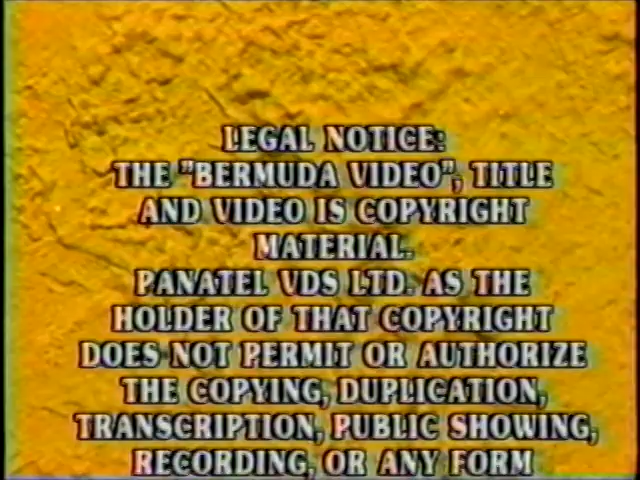 LEGAL NOTICE:
THE "BERMUDA VIDEO", TITLE
AND VIDEO IS COPYRIGHT
MATERIAL.
PANATEL VDS LTD. AS THE
HOLDER OF THAT COPYRIGHT
DOES NOT PERMIT OR AUTHORIZE
THE COPYING, DUPLICATION,
TRANSCRIPTION, PUBLIC SHOWING,
RECORDING, OR ANY FORM